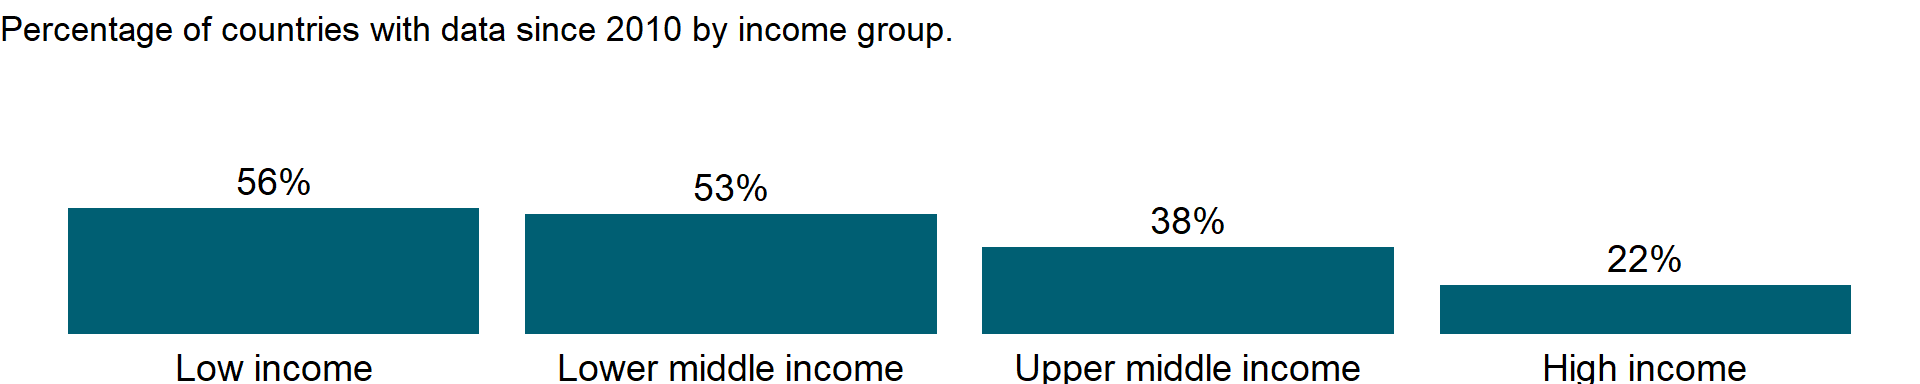 Percentage of countries with data since 2010 by income group.
56%
53%
38%
22%
Low income
Lower middle income
Upper middle income
High income